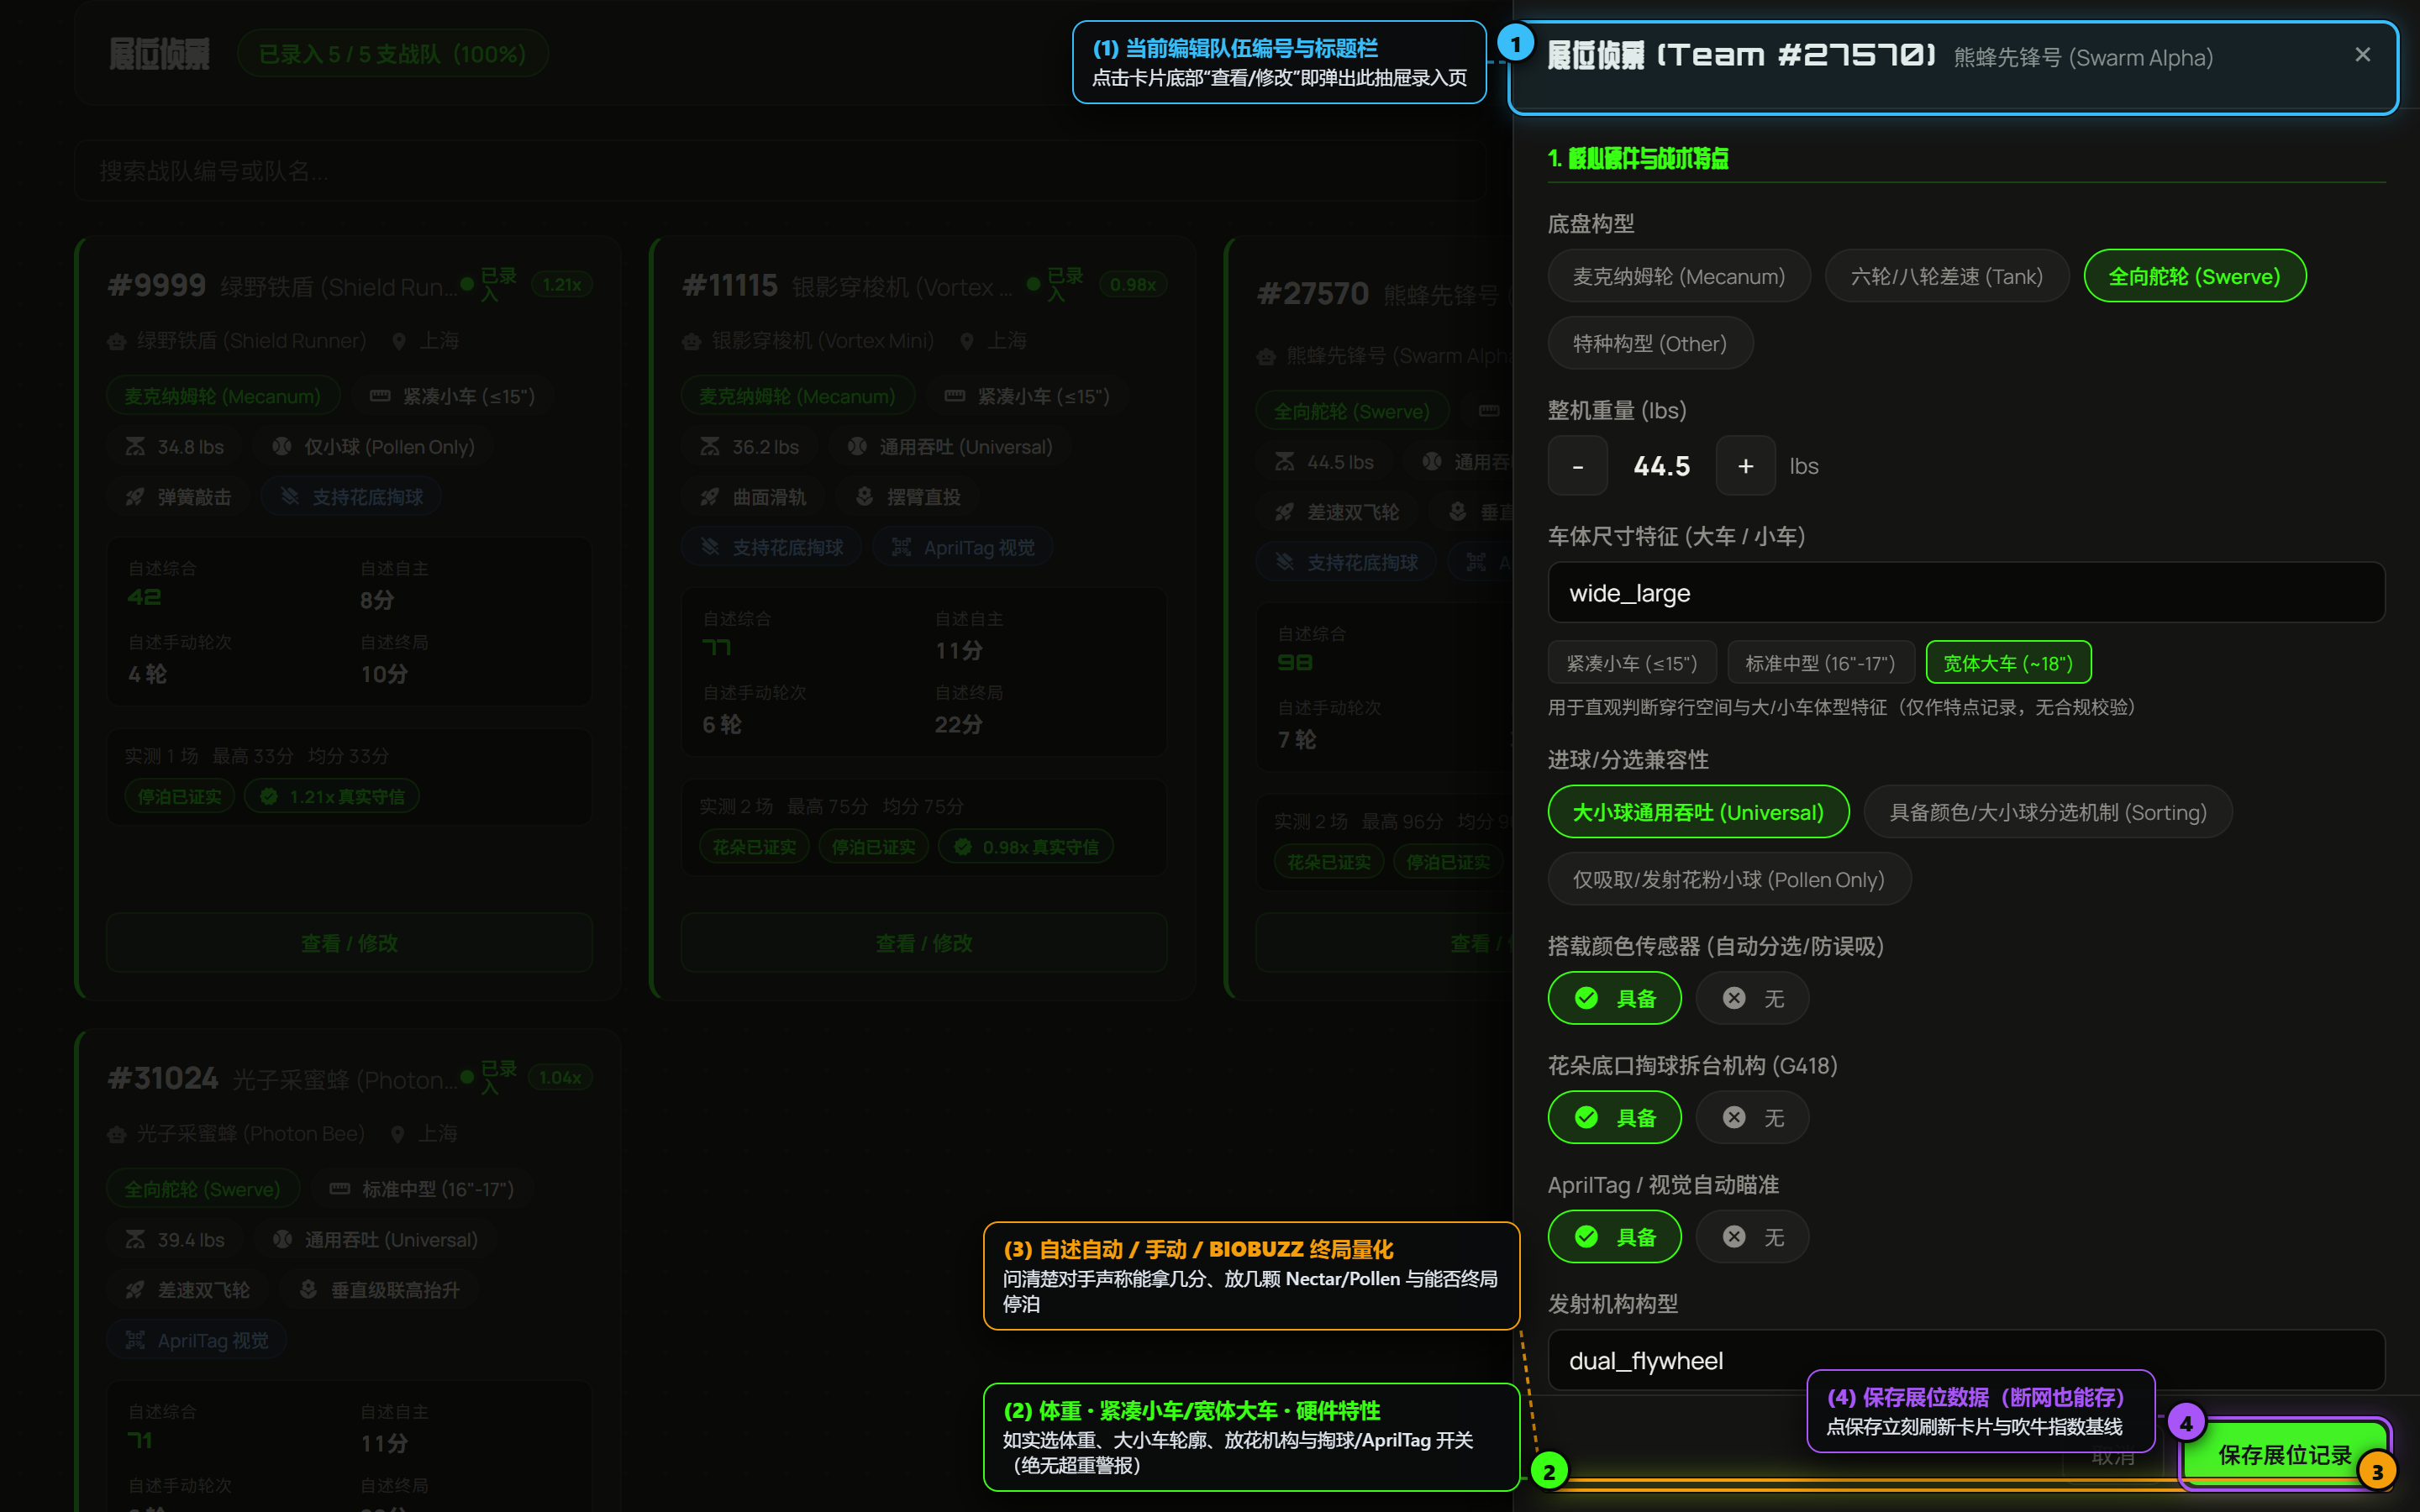 展位侦察
已录入 5 / 5 支战队（100%）
搜索战队编号或队名...
#9999 绿野铁盾 (Shield Run...
已录入
1.21x
绿野铁盾 (Shield Runner)
上海
麦克纳姆轮 (Mecanum)
紧凑小车 (≤15")
34.8 lbs
仅小球 (Pollen Only)
弹簧敲击
支持花底掏球
自述综合
42
自述自主
8分
自述手动轮次
4 轮
自述终局
10分
实测 1 场 最高 33分 均分 33分
停泊已证实
1.21x 真实守信
查看 / 修改
#11115 银影穿梭机 (Vortex ...
已录入
0.98x
银影穿梭机 (Vortex Mini)
上海
麦克纳姆轮 (Mecanum)
紧凑小车 (≤15")
36.2 lbs
通用吞吐 (Universal)
曲面滑轨
摆臂直投
支持花底掏球
AprilTag 视觉
自述综合
77
自述自主
11分
自述手动轮次
6 轮
自述终局
22分
实测 2 场 最高 75分 均分 75分
花朵已证实
停泊已证实
0.98x 真实守信
查看 / 修改
#27570 熊蜂先锋号 (
熊蜂先锋号 (Swarm Alpha
全向舵轮 (Swerve)
44.5 lbs
通用吞
差速双飞轮
垂直
支持花底掏球
A
自述综合
98
自述手动轮次
7 轮
实测 2 场 最高 96分 均分 9
花朵已证实
停泊已证实
查看 /
#31024 光子采蜜蜂 (Photon...
已录入
1.04x
光子采蜜蜂 (Photon Bee)
上海
全向舵轮 (Swerve)
标准中型 (16"-17")
39.4 lbs
通用吞吐 (Universal)
差速双飞轮
垂直级联高抬升
AprilTag 视觉
自述综合
71
自述自主
11分
自述手动轮次
自述终局
(1) 当前编辑队伍编号与标题栏
点击卡片底部“查看/修改”即弹出此抽屉录入页
1
展位侦察 (Team #27570) 熊蜂先锋号 (Swarm Alpha)
1. 核心硬件与战术特点
底盘构型
麦克纳姆轮 (Mecanum)
六轮/八轮差速 (Tank)
全向舵轮 (Swerve)
特种构型 (Other)
整机重量 (lbs)
- 44.5 + lbs
车体尺寸特征 (大车 / 小车)
wide_large
紧凑小车 (≤15")
标准中型 (16"-17")
宽体大车 (~18")
用于直观判断穿行空间与大/小车体型特征（仅作特点记录，无合规校验）
进球/分选兼容性
大小球通用吞吐 (Universal)
具备颜色/大小球分选机制 (Sorting)
仅吸取/发射花粉小球 (Pollen Only)
搭载颜色传感器 (自动分选/防误吸)
具备
无
花朵底口掏球拆台机构 (G418)
具备
无
AprilTag / 视觉自动瞄准
具备
无
发射机构构型
dual_flywheel
(3) 自述自动 / 手动 / BIOBUZZ 终局量化
问清楚对手声称能拿几分、放几颗 Nectar/Pollen 与能否终局
停泊
(2) 体重 · 紧凑小车/宽体大车 · 硬件特性
如实选体重、大小车轮廓、放花机构与掏球/AprilTag 开关
（绝无超重警报）
2
(4) 保存展位数据（断网也能存）
点保存立刻刷新卡片与吹牛指数基线
4
取消
保存展位记录
3